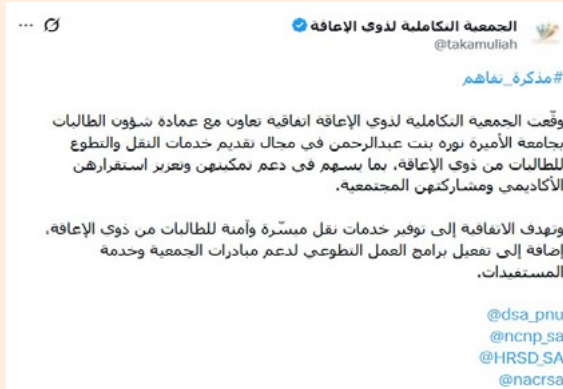 الجمعية التكاملية لذوي الإعاقة
@takamuliah
#مذكرة_تفاهم
وقّعت الجمعية التكاملية لذوي الإعاقة اتفاقية تعاون مع عمادة شؤون الطالبات
بجامعة الأميرة نوره بنت عبدالرحمن في مجال تقديم خدمات النقل والتطوع
للطالبات من ذوي الإعاقة، بما يسهم في دعم تمكينهن وتعزيز استقرارهن
الأكاديمي ومشاركتهن المجتمعية.
وتهدف الاتفاقية إلى توفير خدمات نقل ميسّرة وآمنة للطالبات من ذوي الإعاقة،
إضافة إلى تفعيل برامج العمل التطوعي لدعم مبادرات الجمعية وخدمة
المستفيدات.
@dsa_pnu
@ncnp_sa
@HRSD_SA
@nacrsa